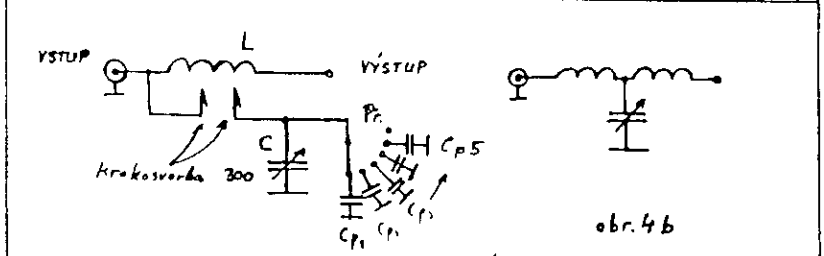 L
VSTUP
VÝSTUP
Př.
C
Cp5
Krokosvorka
300
Cp1
obr. 4b